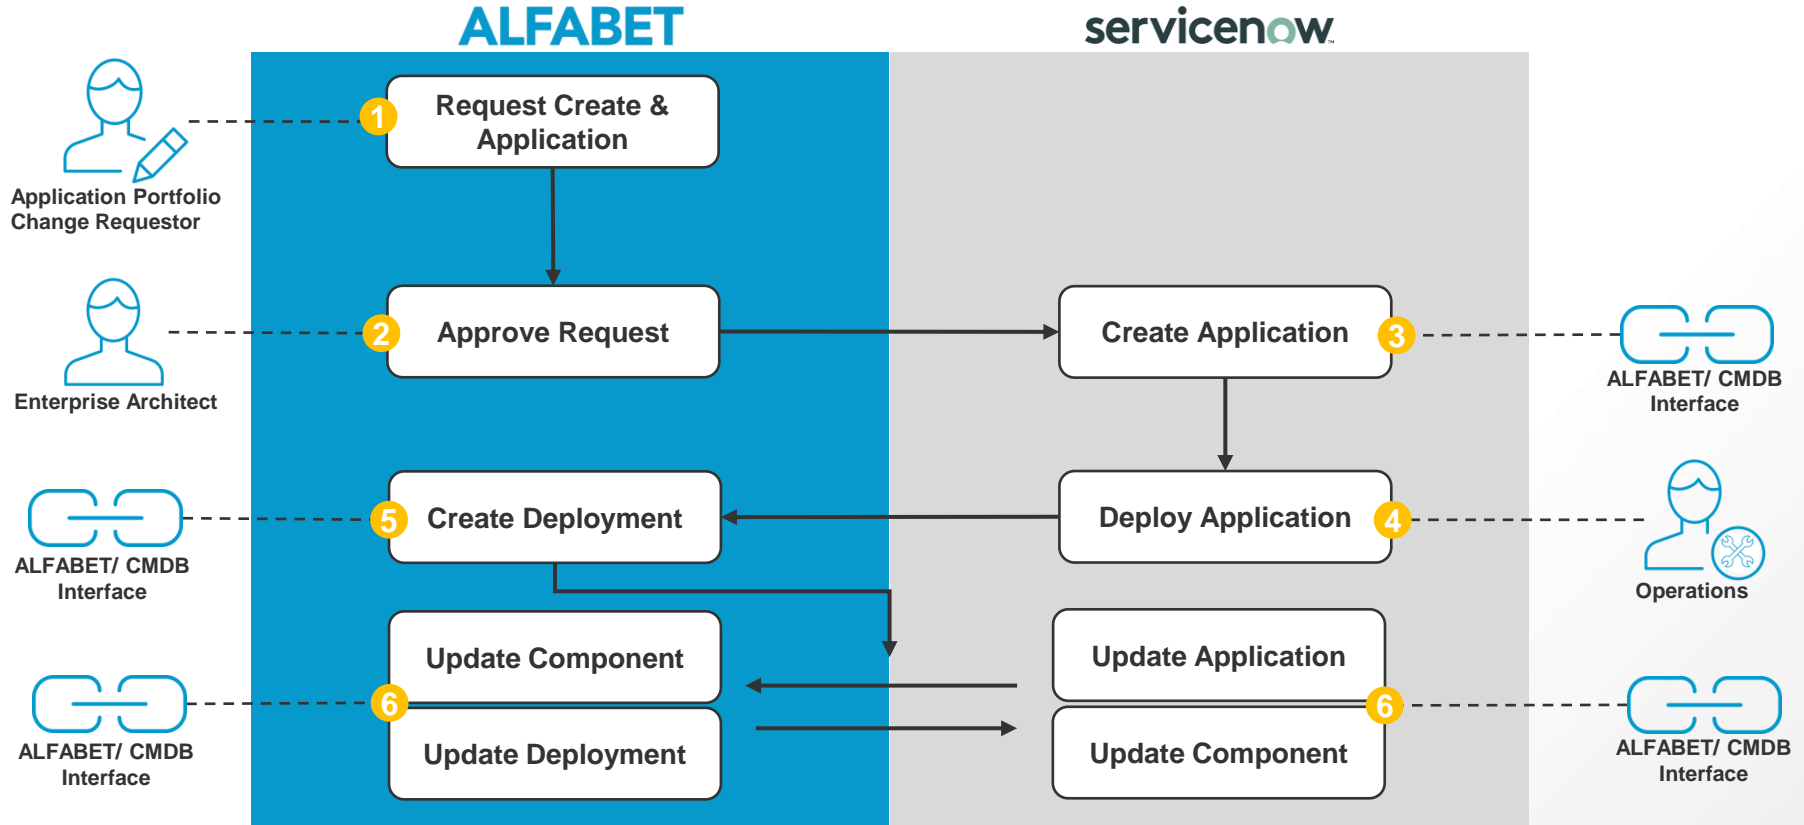 ALFABET
servicenow™
1
Request Create &
Application
Application Portfolio
Change Requestor
2
Approve Request
Create Application
3
Enterprise Architect
ALFABET/ CMDB
Interface
5
Create Deployment
Deploy Application
4
ALFABET/ CMDB
Interface
Operations
Update Component
Update Application
6
6
Update Deployment
Update Component
ALFABET/ CMDB
Interface
ALFABET/ CMDB
Interface